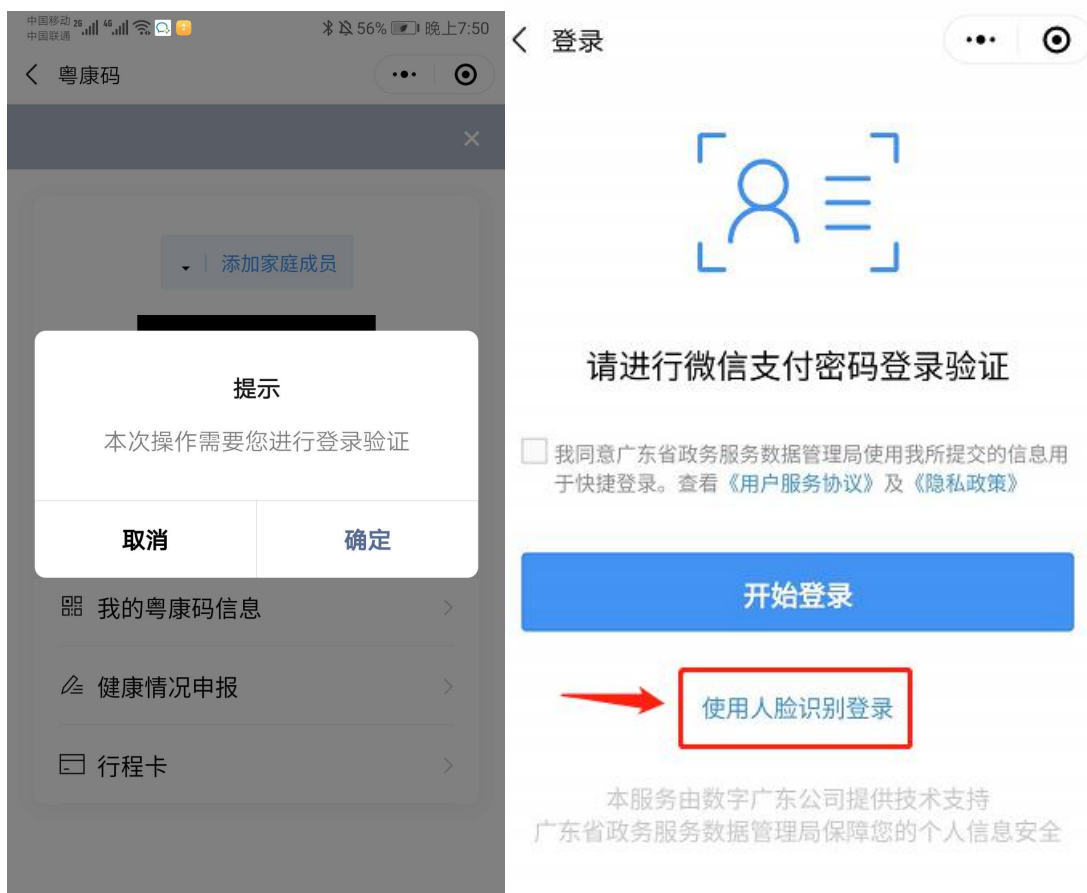 中国移动 2G 4G
中国联通
56% 晚上7:50
粤康码
添加家庭成员
提示
本次操作需要您进行登录验证
取消
确定
我的粤康码信息
健康情况申报
行程卡
登录
请进行微信支付密码登录验证
我同意广东省政务服务数据管理局使用我所提交的信息用
于快捷登录。查看《用户服务协议》及《隐私政策》
开始登录
使用人脸识别登录
本服务由数字广东公司提供技术支持
广东省政务服务数据管理局保障您的个人信息安全